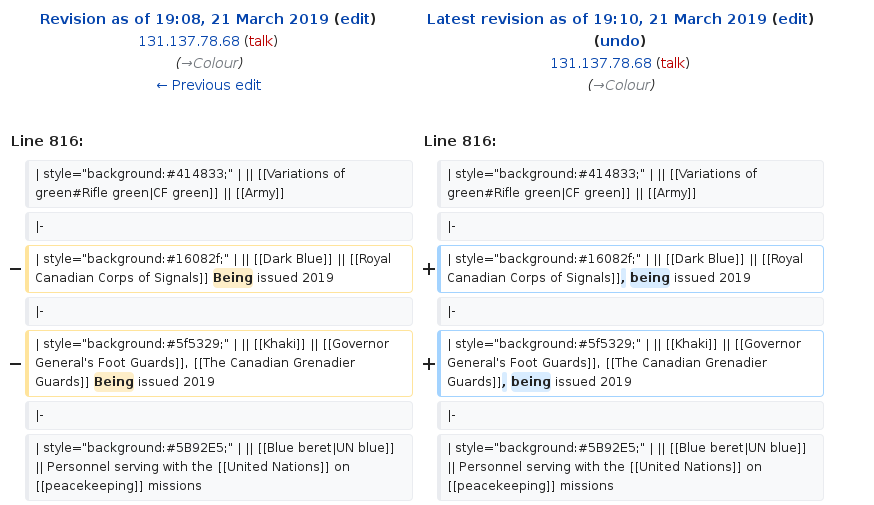 Revision as of 19:08, 21 March 2019 (edit)
131.137.78.68 (talk)
(→Colour)
← Previous edit
Latest revision as of 19:10, 21 March 2019 (edit)
(undo)
131.137.78.68 (talk)
(→Colour)
Line 816:
Line 816:
| style="background:#414833;" | || [[Variations of
green#Rifle green|CF green]] || [[Army]]
| style="background:#414833;" | || [[Variations of
green#Rifle green|CF green]] || [[Army]]
|-
|-
− | style="background:#16082f;" | || [[Dark Blue]] || [[Royal
Canadian Corps of Signals]] Being issued 2019
+ | style="background:#16082f;" | || [[Dark Blue]] || [[Royal
Canadian Corps of Signals]], being issued 2019
|-
|-
− | style="background:#5f5329;" | || [[Khaki]] || [[Governor
General's Foot Guards]], [[The Canadian Grenadier
Guards]] Being issued 2019
+ | style="background:#5f5329;" | || [[Khaki]] || [[Governor
General's Foot Guards]], [[The Canadian Grenadier
Guards]], being issued 2019
|-
|-
| style="background:#5B92E5;" | || [[Blue beret|UN blue]]
|| Personnel serving with the [[United Nations]] on
[[peacekeeping]] missions
| style="background:#5B92E5;" | || [[Blue beret|UN blue]]
|| Personnel serving with the [[United Nations]] on
[[peacekeeping]] missions